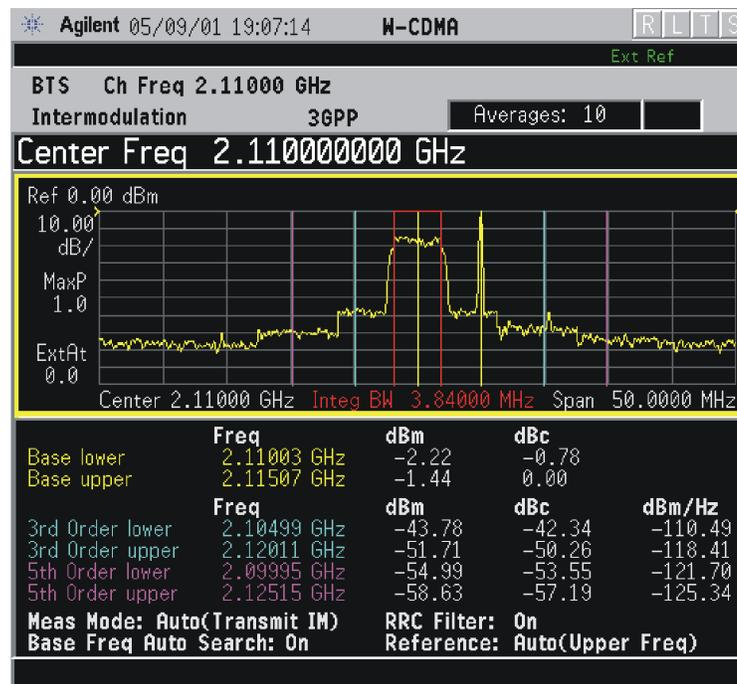 Agilent 05/09/01 19:07:14 W-CDMA R L T S
Ext Ref
BTS Ch Freq 2.11000 GHz
Intermodulation 3GPP Averages: 10
Center Freq 2.110000000 GHz
Ref 0.00 dBm
10.00
dB/
MaxP
1.0
ExtAt
0.0
Center 2.11000 GHz Integ BW 3.84000 MHz Span 50.0000 MHz
Freq dBm dBc
Base lower 2.11003 GHz -2.22 -0.78
Base upper 2.11507 GHz -1.44 0.00
Freq dBm dBc dBm/Hz
3rd Order lower 2.10499 GHz -43.78 -42.34 -110.49
3rd Order upper 2.12011 GHz -51.71 -50.26 -118.41
5th Order lower 2.09995 GHz -54.99 -53.55 -121.70
5th Order upper 2.12515 GHz -58.63 -57.19 -125.34
Meas Mode: Auto(Transmit IM) RRC Filter: On
Base Freq Auto Search: On Reference: Auto(Upper Freq)